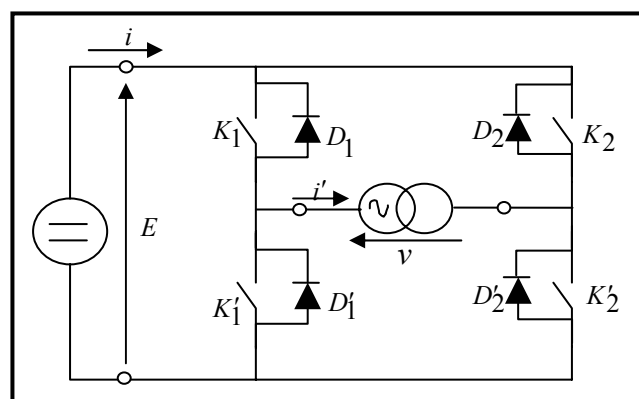 i
K₁
D₁
D₂
K₂
i′
E
v
K′₁
D′₁
D′₂
K′₂